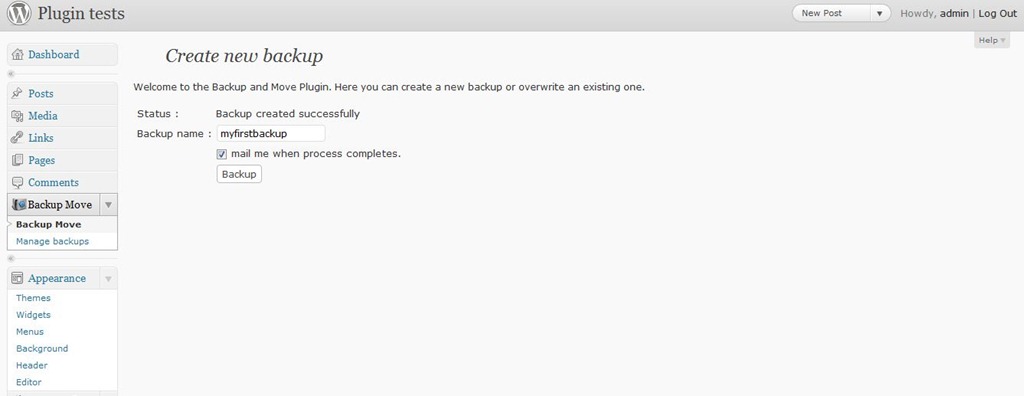 Plugin tests
New Post
Howdy, admin | Log Out
Help
Dashboard
Posts
Media
Links
Pages
Comments
Backup Move
Backup Move
Manage backups
Appearance
Themes
Widgets
Menus
Background
Header
Editor
Create new backup
Welcome to the Backup and Move Plugin. Here you can create a new backup or overwrite an existing one.
Status : Backup created successfully
Backup name : myfirstbackup
mail me when process completes.
Backup